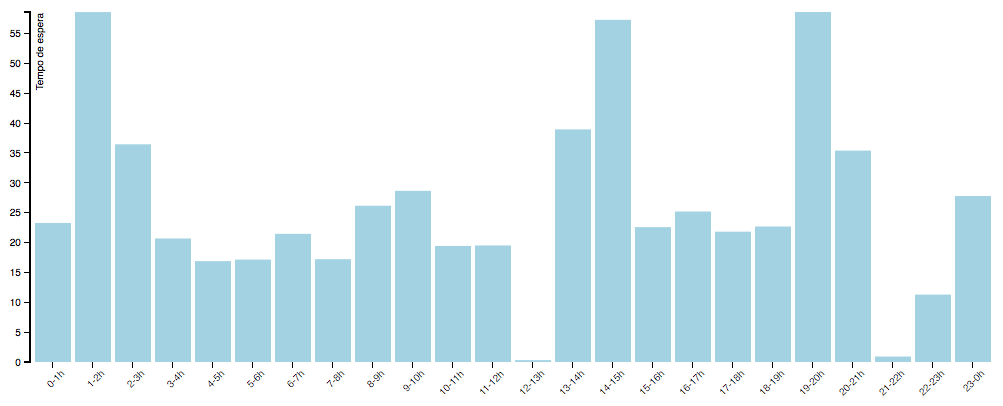 Tempo de espera
55
50
45
40
35
30
25
20
15
10
5
0
0-1h
1-2h
2-3h
3-4h
4-5h
5-6h
6-7h
7-8h
8-9h
9-10h
10-11h
11-12h
12-13h
13-14h
14-15h
15-16h
16-17h
17-18h
18-19h
19-20h
20-21h
21-22h
22-23h
23-0h